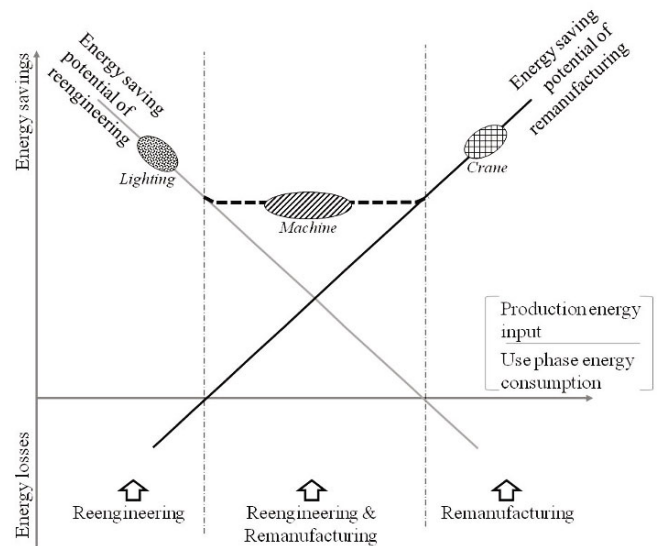 Energy savings
Energy saving
potential of
reengineering
Energy saving
potential of
remanufacturing
Lighting
Crane
Machine
Production energy
input
Use phase energy
consumption
Energy losses
Reengineering
Reengineering &
Remanufacturing
Remanufacturing